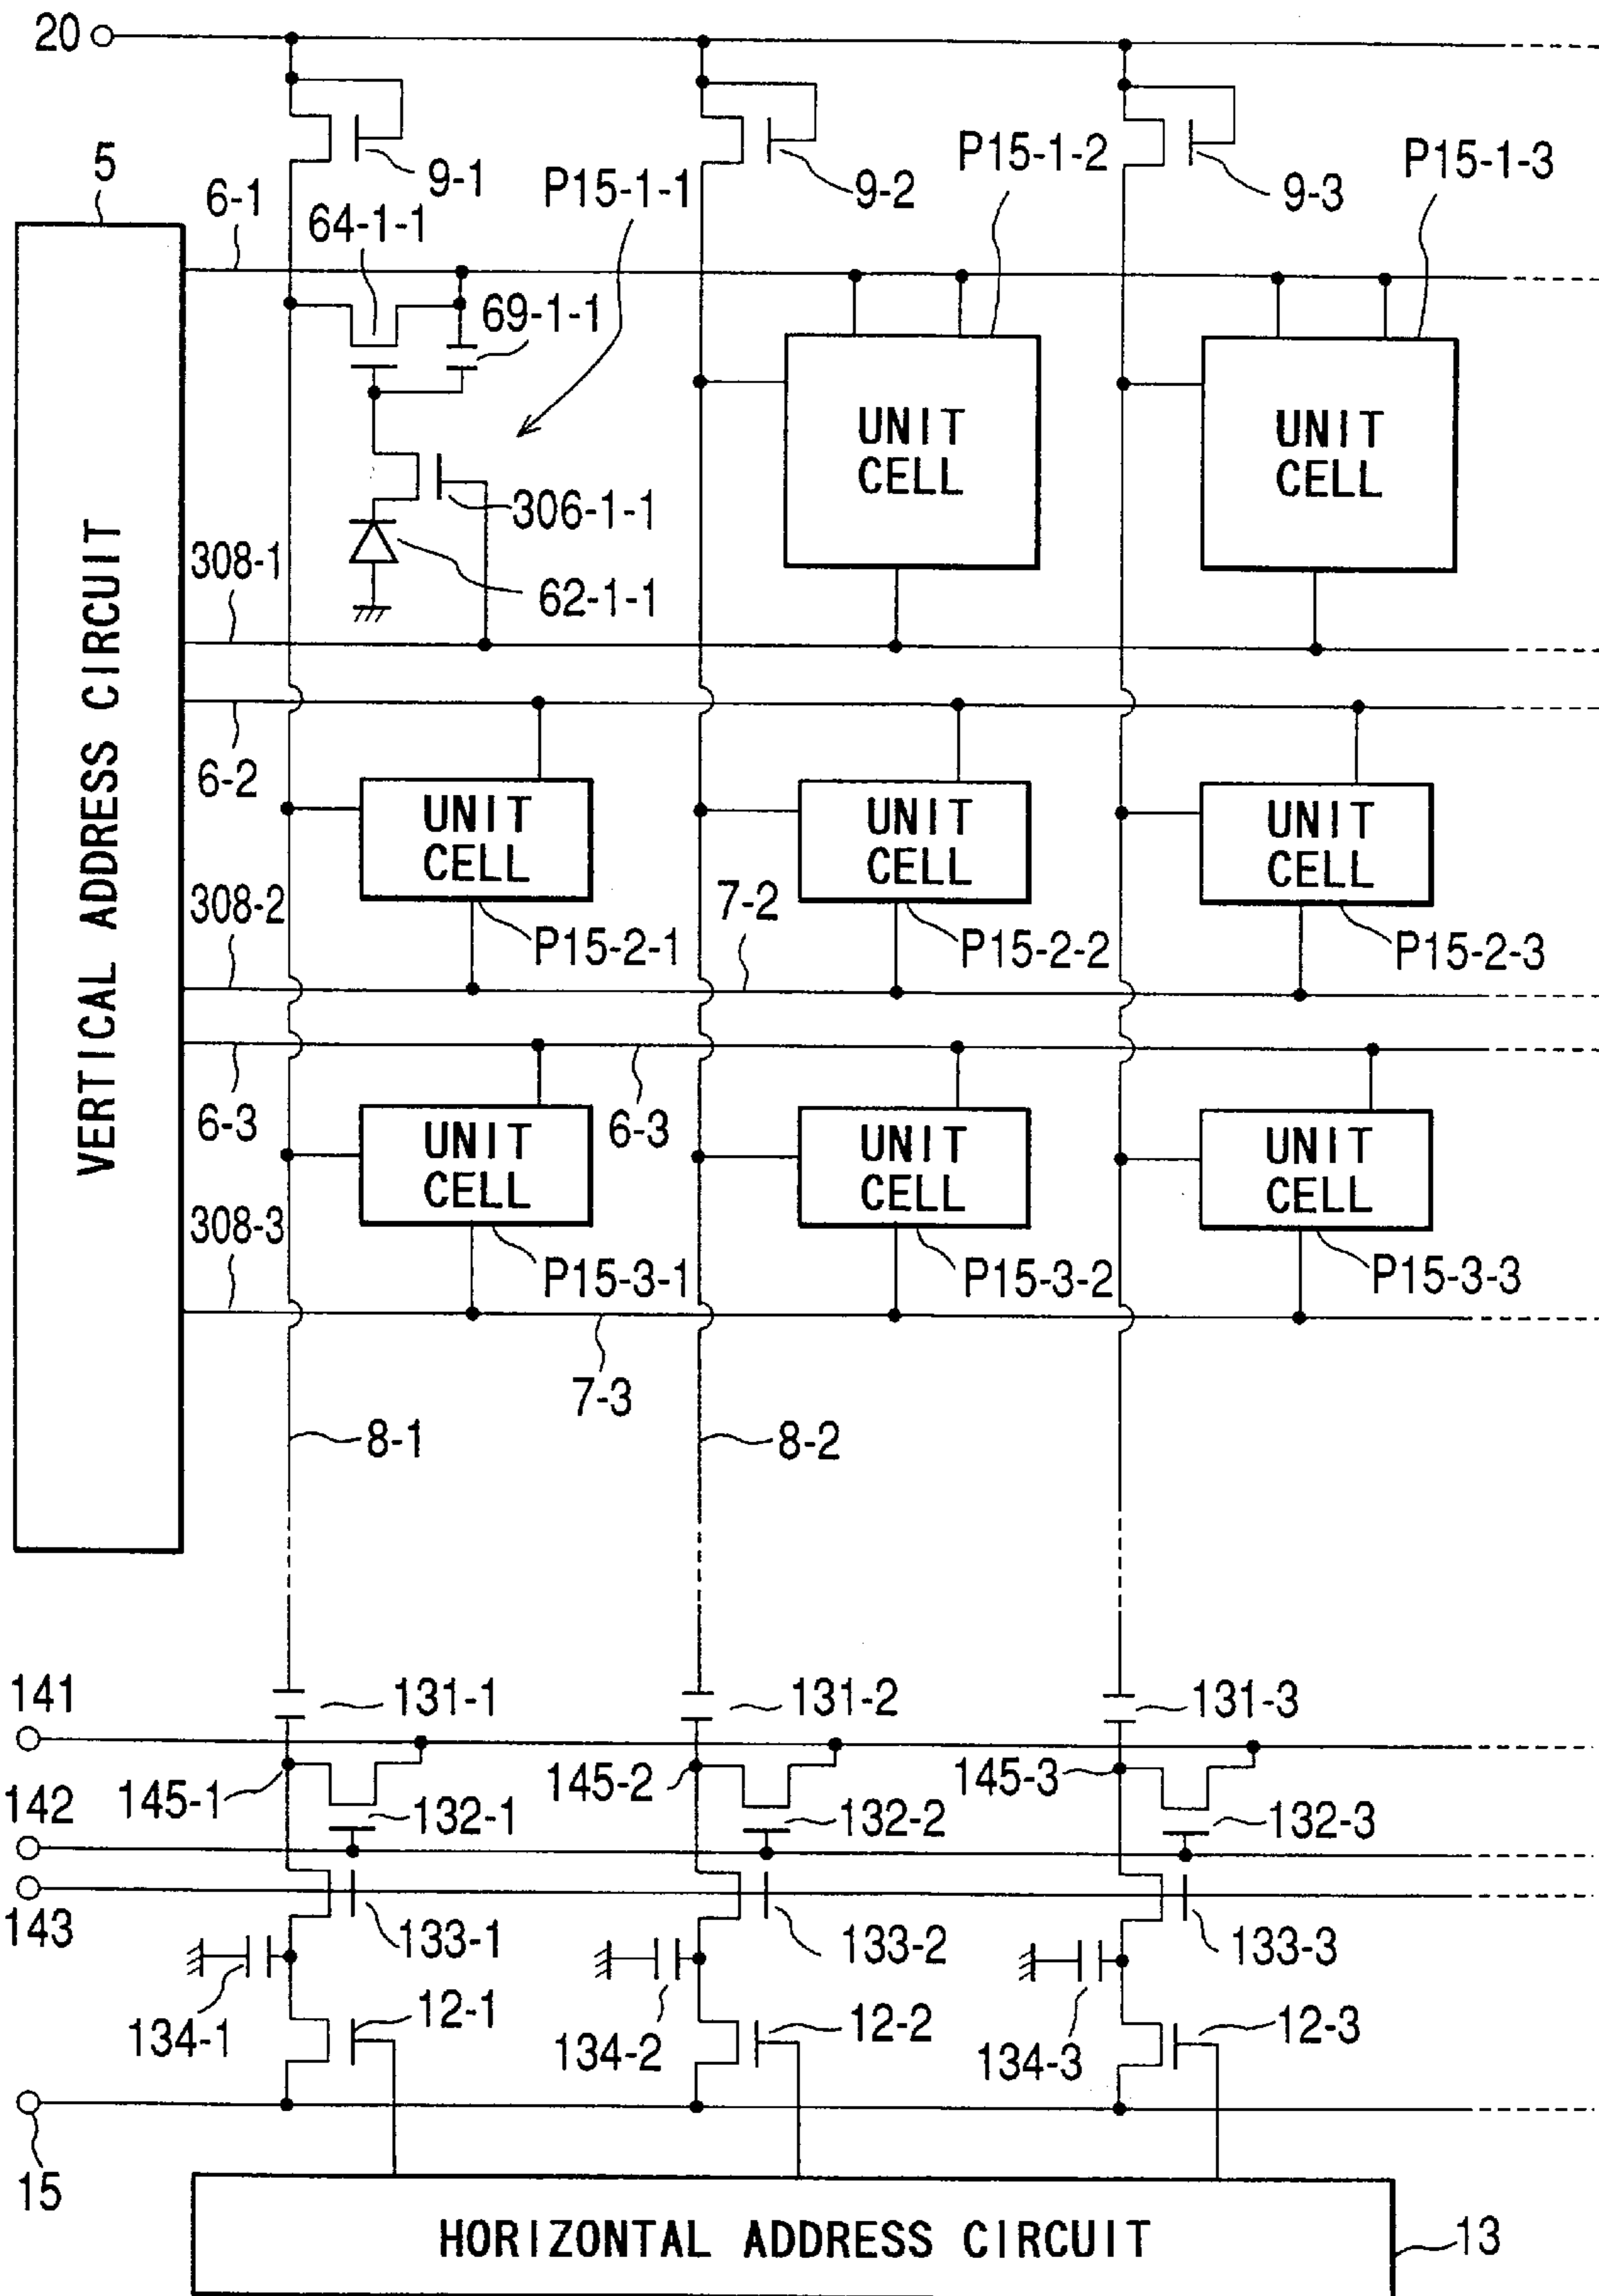 20
9-1
9-2
9-3
5
6-1
64-1-1
P15-1-1
P15-1-2
P15-1-3
69-1-1
UNIT
CELL
UNIT
CELL
306-1-1
308-1
62-1-1
VERTICAL ADDRESS CIRCUIT
6-2
UNIT
CELL
UNIT
CELL
UNIT
CELL
308-2
7-2
P15-2-1
P15-2-2
P15-2-3
6-3
6-3
UNIT
CELL
UNIT
CELL
UNIT
CELL
308-3
P15-3-1
P15-3-2
P15-3-3
7-3
8-1
8-2
141
131-1
131-2
131-3
145-1
145-2
145-3
142
132-1
132-2
132-3
143
133-1
133-2
133-3
134-1
12-1
134-2
12-2
134-3
12-3
15
HORIZONTAL ADDRESS CIRCUIT
13